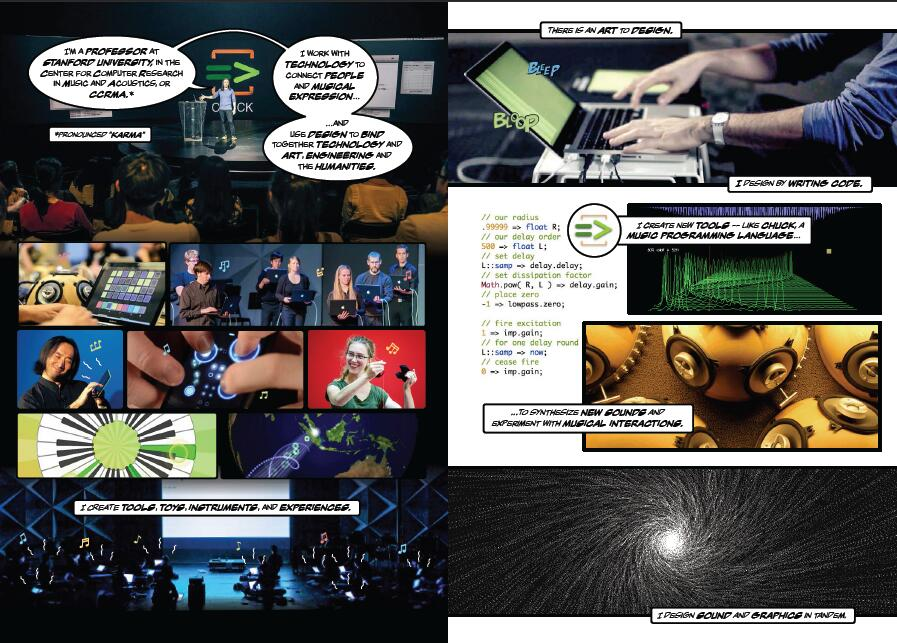 I'M A PROFESSOR AT
STANFORD UNIVERSITY, IN THE
CENTER FOR COMPUTER RESEARCH
IN MUSIC AND ACOUSTICS, OR
CCRMA.*
*PRONOUNCED "KARMA"
I WORK WITH
TECHNOLOGY TO
CONNECT PEOPLE
AND MUSICAL
EXPRESSION...
...AND
USE DESIGN TO BIND
TOGETHER TECHNOLOGY AND
ART, ENGINEERING AND
THE HUMANITIES.
=>
I CREATE TOOLS, TOYS, INSTRUMENTS, AND EXPERIENCES.
THERE IS AN ART TO DESIGN.
BLEEP
BLOOP
I DESIGN BY WRITING CODE.
// our radius
.99999 => float R;
// our delay order
500 => float L;
// set delay
L::samp => delay.delay;
// set dissipation factor
Math.pow( R, L ) => delay.gain;
// place zero
-1 => lowpass.zero;
// fire excitation
1 => imp.gain;
// for one delay round
L::samp => now;
// cease fire
0 => imp.gain;
=>
I CREATE NEW TOOLS -- LIKE CHUCK, A
MUSIC PROGRAMMING LANGUAGE...
...TO SYNTHESIZE NEW SOUNDS AND
EXPERIMENT WITH MUSICAL INTERACTIONS.
I DESIGN SOUND AND GRAPHICS IN TANDEM.